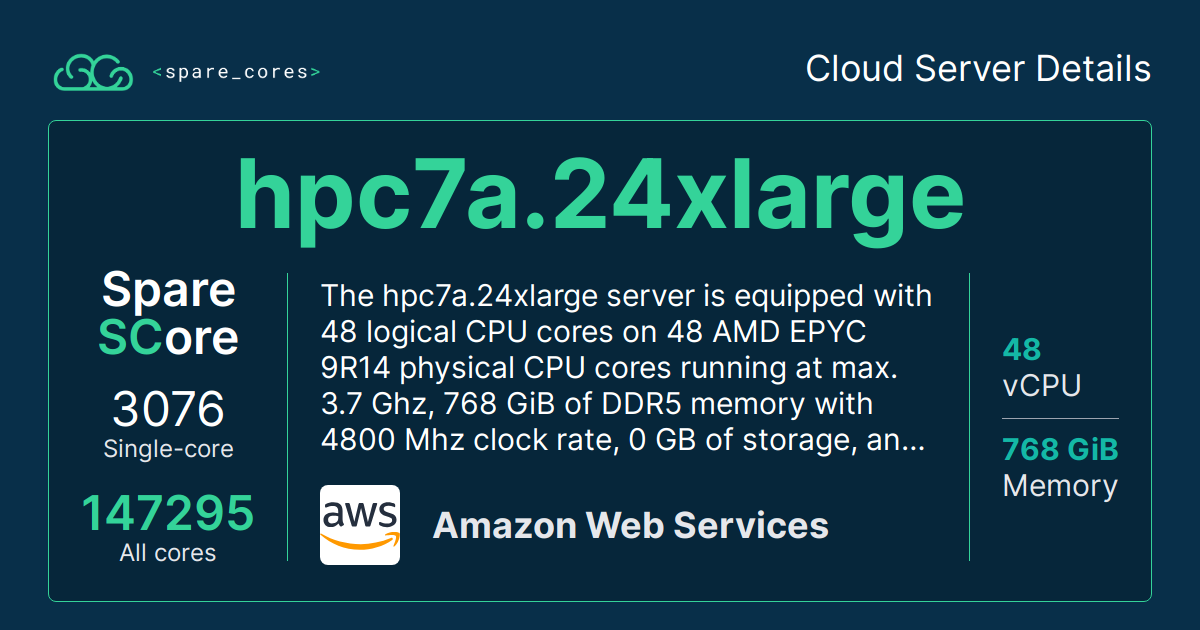 <spare_cores>
Cloud Server Details
hpc7a.24xlarge
Spare
SCore
3076
Single-core
147295
All cores
The hpc7a.24xlarge server is equipped with
48 logical CPU cores on 48 AMD EPYC
9R14 physical CPU cores running at max.
3.7 Ghz, 768 GiB of DDR5 memory with
4800 Mhz clock rate, 0 GB of storage, an...
aws
Amazon Web Services
48
vCPU
768 GiB
Memory